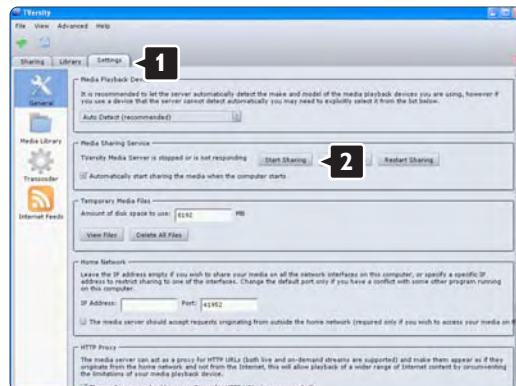 TVersity
File View Advanced Help
Sharing Library Settings
1
General
Media Library
Transcoder
Internet Feeds
Media Playback Dev
It is recommended to let the server automatically detect the make and model of the media playback devices you are using, however if
you use a device that the server cannot detect automatically you may need to explicitly select it from the list below.
Auto Detect (recommended)
Media Sharing Service
TVersity Media Server is stopped or is not responding Start Sharing 2 Restart Sharing
Automatically start sharing the media when the computer starts
Temporary Media Files
Amount of disk space to use: 8192 MB
View Files Delete All Files
Home Network
Leave the IP address empty if you wish to share your media on all the network interfaces on this computer, or specify a specific IP
address to restrict sharing to one of the interfaces. Change the default port only if you have a conflict with some other program running
on this computer.
IP Address: Port: 41952
The media server should accept requests originating from outside the home network (required only if you wish to access your media on
HTTP Proxy
The media server can act as a proxy for HTTP URLs (both live and on-demand streams are supported) and make them appear as if they
originate from the home network and not from the Internet, this will allow playback of a wider range of Internet content by circumventing
the limitations of your media playback device.